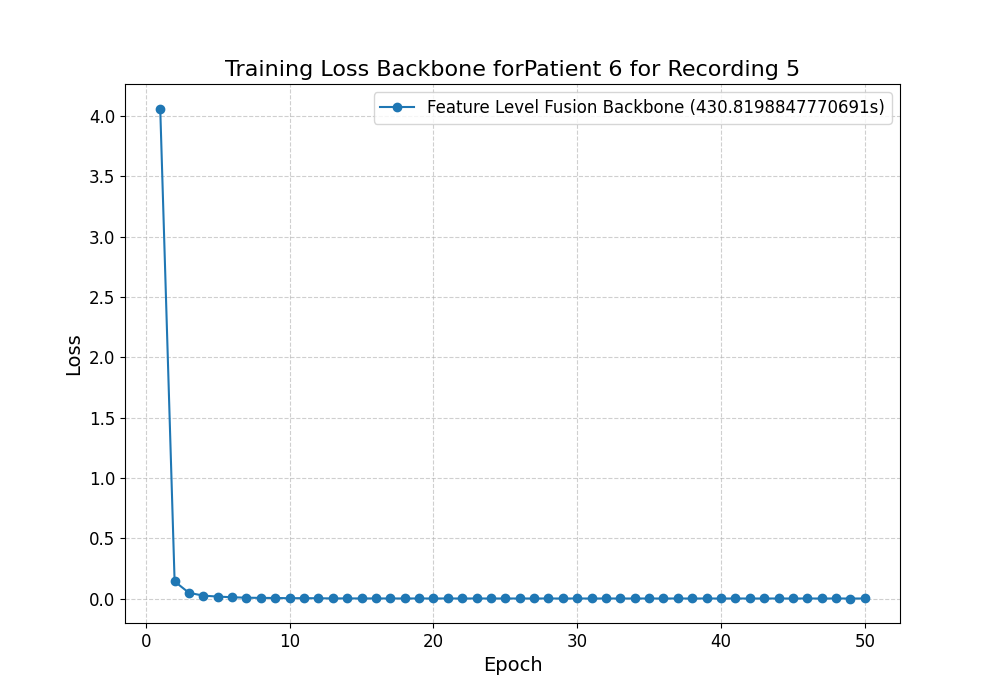 Training Loss Backbone forPatient 6 for Recording 5
Feature Level Fusion Backbone (430.8198847770691s)
4.0
3.5
3.0
2.5
2.0
1.5
1.0
0.5
0.0
Loss
0 10 20 30 40 50
Epoch